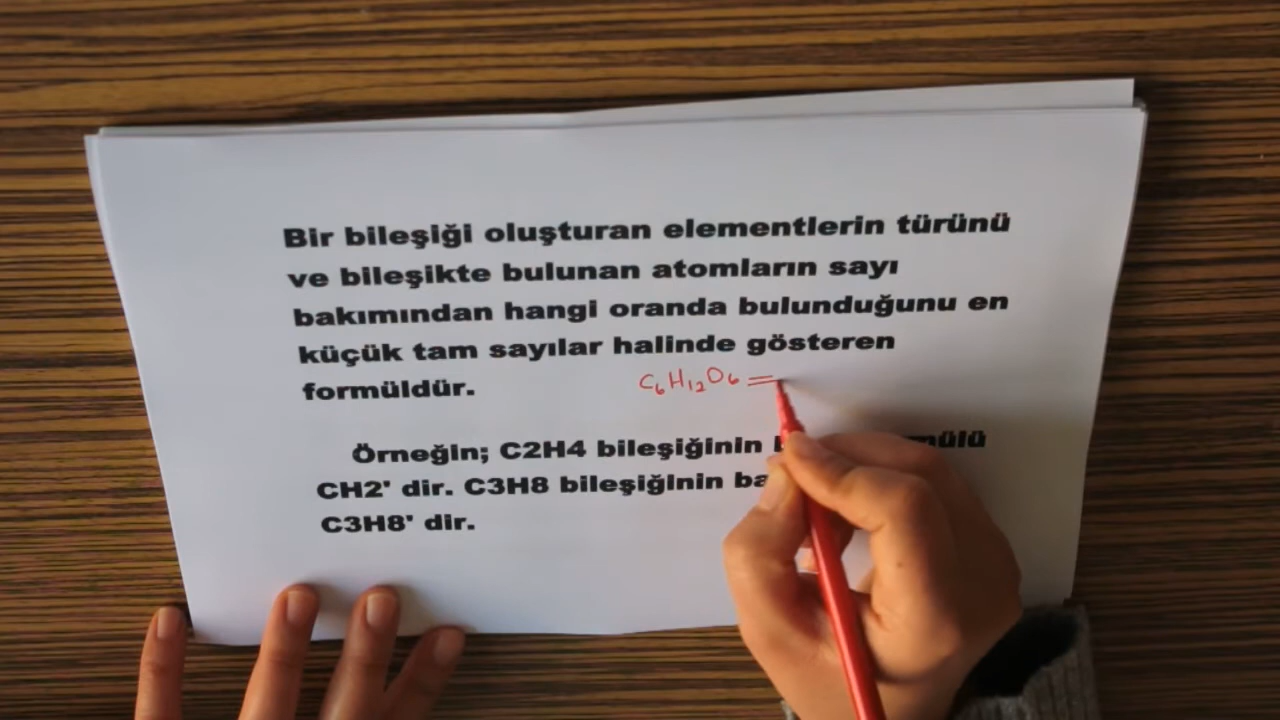 Bir bileşiği oluşturan elementlerin türünü
ve bileşikte bulunan atomların sayı
bakımından hangi oranda bulunduğunu en
küçük tam sayılar halinde gösteren
formüldür.
C₆H₁₂O₆ =
Örneğin; C2H4 bileşiğinin
CH2' dir. C3H8 bileşiğinin
C3H8' dir.